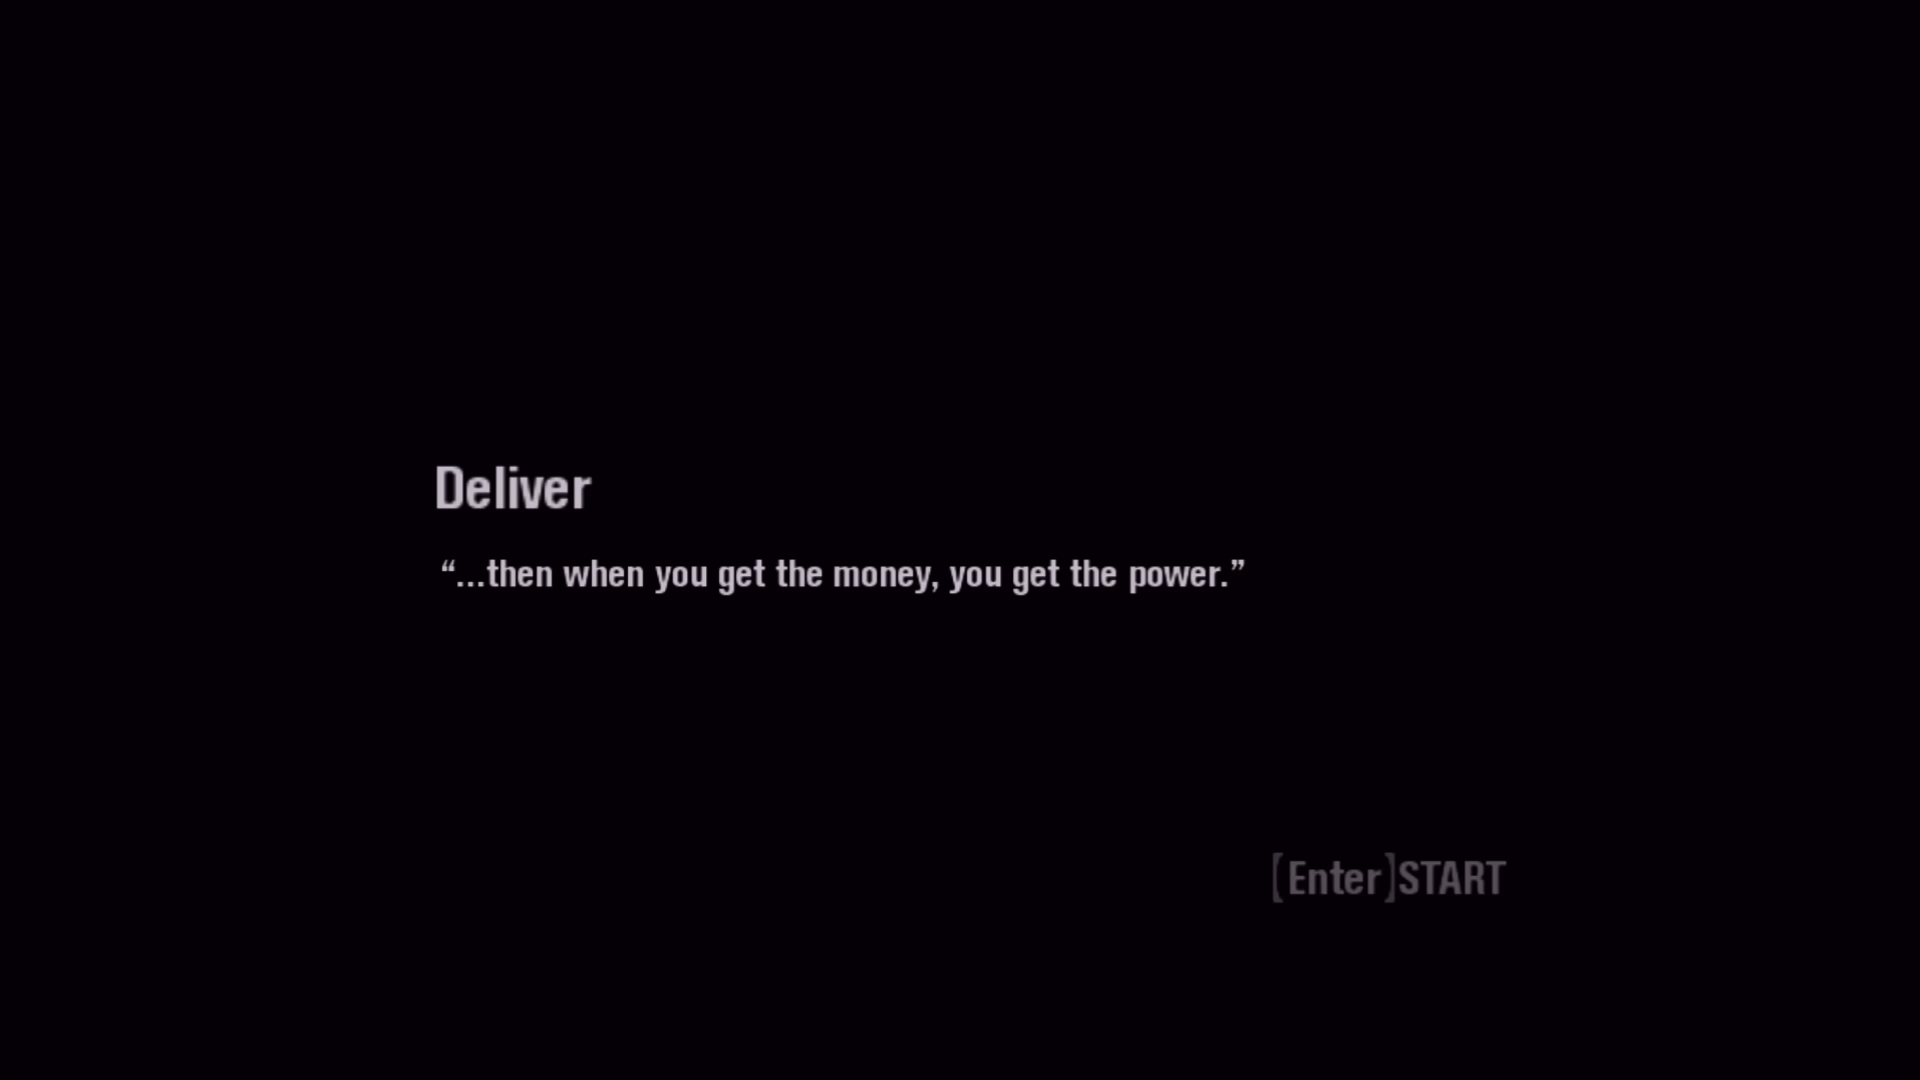 Deliver
“...then when you get the money, you get the power.”
[Enter]START